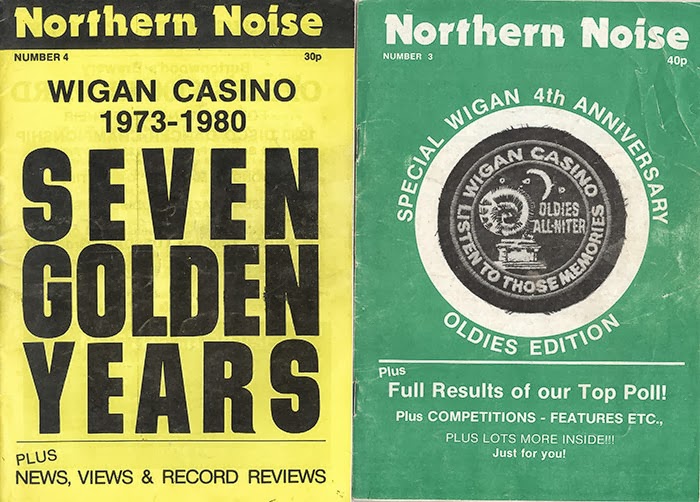 Northern Noise
NUMBER 4
30p
WIGAN CASINO
1973-1980
SEVEN
GOLDEN
YEARS
PLUS
NEWS, VIEWS & RECORD REVIEWS
Northern Noise
NUMBER 3
40p
SPECIAL WIGAN 4th ANNIVERSARY
WIGAN CASINO
OLDIES
ALL-NITER
LISTEN TO THOSE MEMORIES
OLDIES EDITION
Plus
Full Results of our Top Poll!
Plus COMPETITIONS - FEATURES ETC.,
PLUS LOTS MORE INSIDE!!!
Just for you!